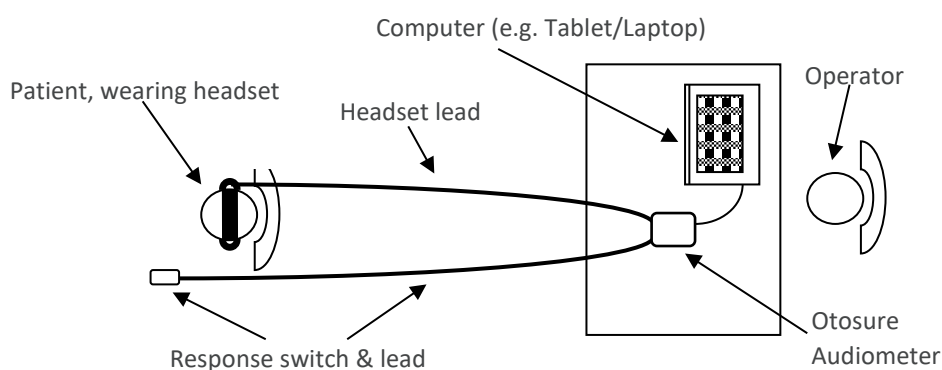 Computer (e.g. Tablet/Laptop)
Operator
Patient, wearing headset
Headset lead
Otosure
Audiometer
Response switch & lead